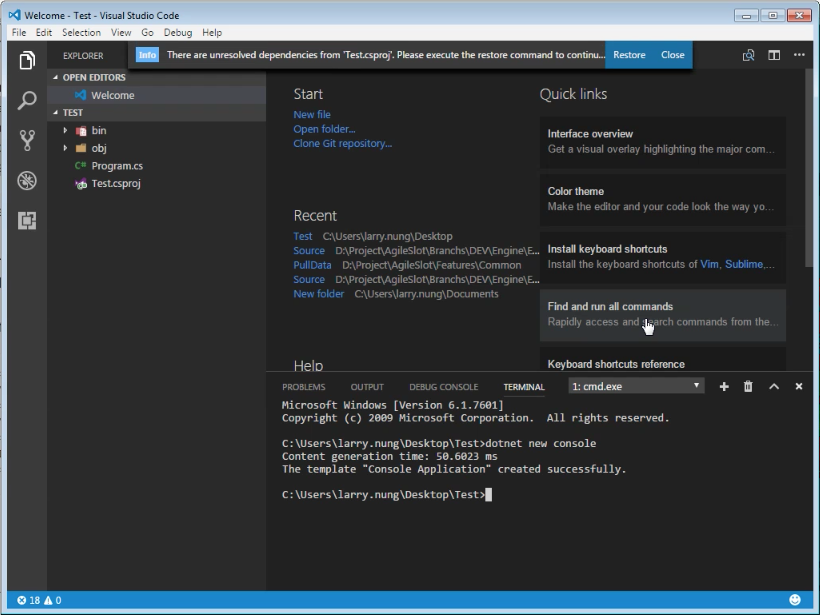 Welcome - Test - Visual Studio Code
File Edit Selection View Go Debug Help
EXPLORER
Info There are unresolved dependencies from 'Test.csproj'. Please execute the restore command to continu... Restore Close
OPEN EDITORS
Welcome
TEST
bin
obj
C# Program.cs
Test.csproj
Start
New file
Open folder...
Clone Git repository...
Recent
Test C:\Users\larry.nung\Desktop
Source D:\Project\AgileSlot\Branchs\DEV\Engine\E...
PullData D:\Project\AgileSlot\Features\Common
Source D:\Project\AgileSlot\Branchs\DEV\Engine\E...
New folder C:\Users\larry.nung\Documents
Help
Quick links
Interface overview
Get a visual overlay highlighting the major com...
Color theme
Make the editor and your code look the way yo...
Install keyboard shortcuts
Install the keyboard shortcuts of Vim, Sublime,...
Find and run all commands
Rapidly access and search commands from the...
Keyboard shortcuts reference
PROBLEMS OUTPUT DEBUG CONSOLE TERMINAL 1: cmd.exe
Microsoft Windows [Version 6.1.7601]
Copyright (c) 2009 Microsoft Corporation.  All rights reserved.
C:\Users\larry.nung\Desktop\Test>dotnet new console
Content generation time: 50.6023 ms
The template "Console Application" created successfully.
C:\Users\larry.nung\Desktop\Test>
18 0